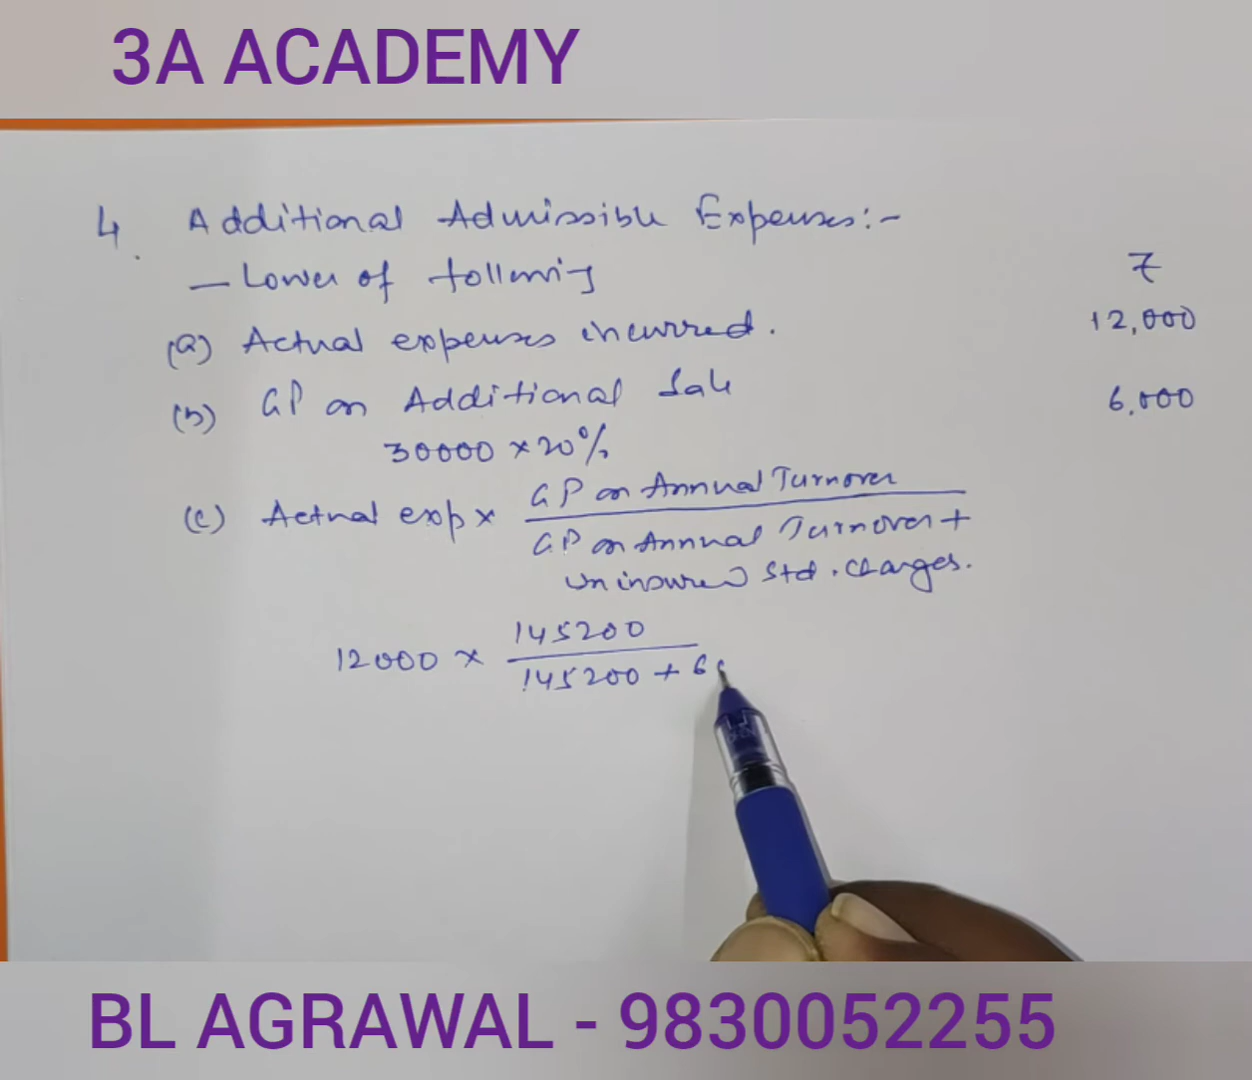 3A ACADEMY
4. Additional Admissible Expenses:-
— Lower of following
₹
(a) Actual expenses incurred. 12,000
(b) GP on Additional Sale 6,000
30000 × 20%
(c) Actual exp × GP on Annual Turnover
GP on Annual Turnover +
Uninsured Std. Charges.
12000 × 145200
145200 + 60
BL AGRAWAL - 9830052255